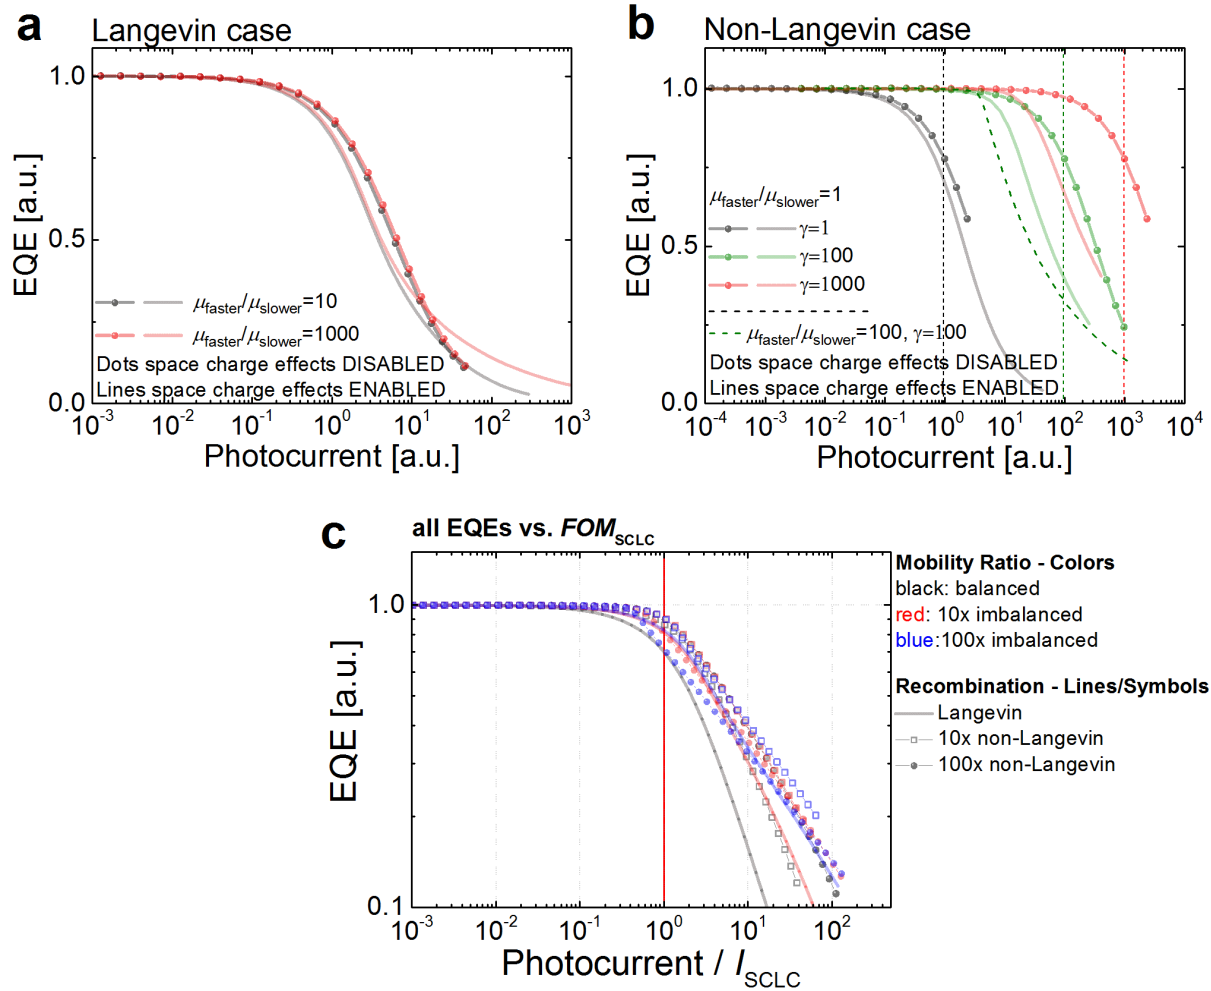 a Langevin case
1.0
0.5
0.0
EQE [a.u.]
μfaster/μslower=10
μfaster/μslower=1000
Dots space charge effects DISABLED
Lines space charge effects ENABLED
10-3 10-2 10-1 100 101 102 103
Photocurrent [a.u.]
b Non-Langevin case
1.0
0.5
0.0
EQE [a.u.]
μfaster/μslower=1
γ=1
γ=100
γ=1000
μfaster/μslower=100, γ=100
Dots space charge effects DISABLED
Lines space charge effects ENABLED
10-4 10-3 10-2 10-1 100 101 102 103 104
Photocurrent [a.u.]
c all EQEs vs. FOMSCLC
1.0
0.1
EQE [a.u.]
10-3 10-2 10-1 100 101 102
Photocurrent / ISCLC
Mobility Ratio - Colors
black: balanced
red: 10x imbalanced
blue:100x imbalanced
Recombination - Lines/Symbols
Langevin
10x non-Langevin
100x non-Langevin